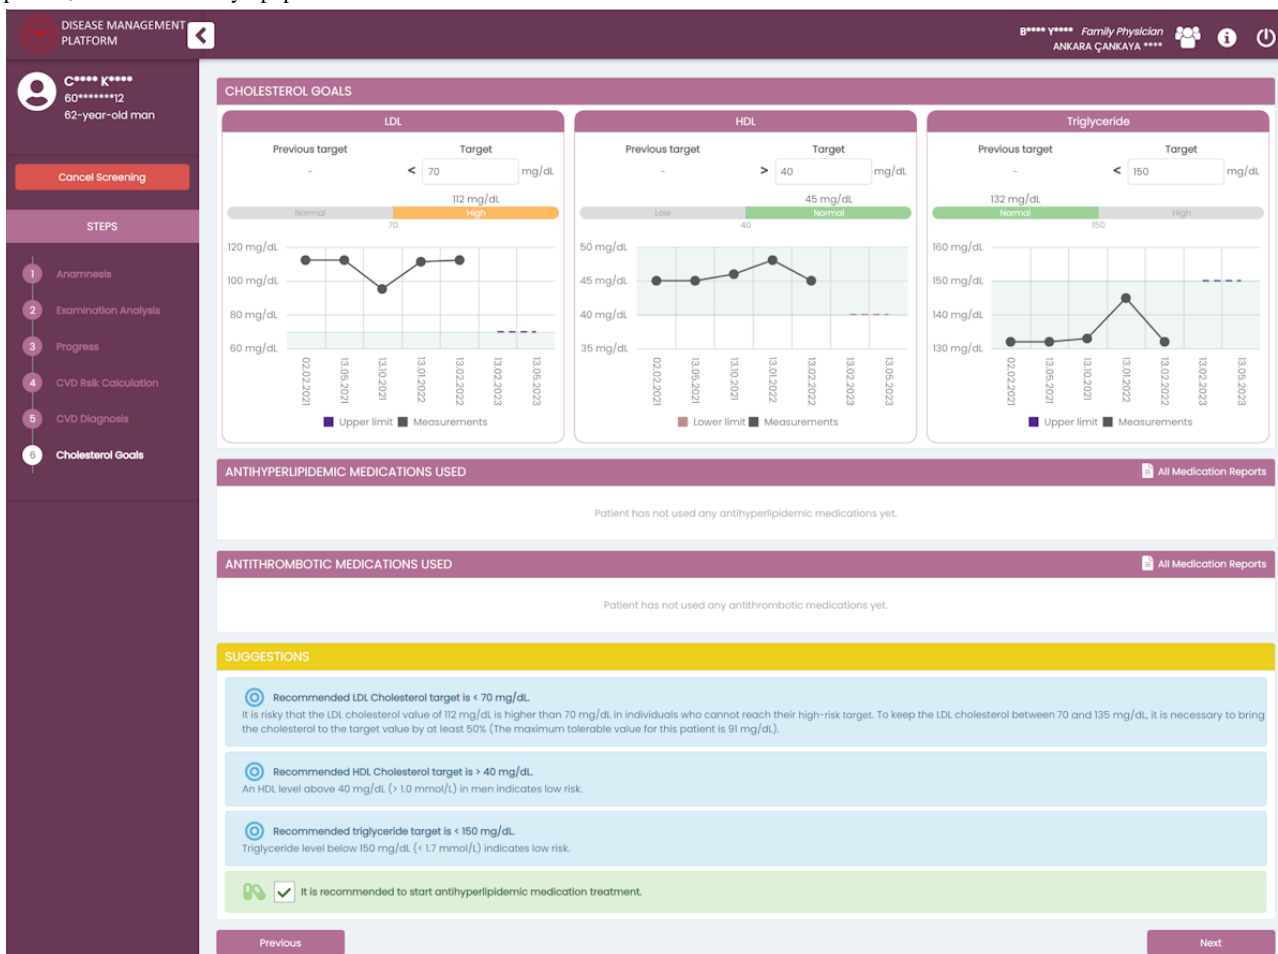 DISEASE MANAGEMENT
PLATFORM
B**** Y**** Family Physician
ANKARA ÇANKAYA ****
C**** K****
60*******12
62-year-old man
Cancel Screening
STEPS
1 Anamnesis
2 Examination Analysis
3 Progress
4 CVD Rsik Calculation
5 CVD Diagnosis
6 Cholesterol Goals
CHOLESTEROL GOALS
LDL
Previous target Target
- < 70 mg/dL
112 mg/dL
Normal High
70
120 mg/dL
100 mg/dL
80 mg/dL
60 mg/dL
02.02.2021
13.05.2021
13.10.2021
13.01.2022
13.02.2022
13.02.2023
13.05.2023
Upper limit Measurements
HDL
Previous target Target
- > 40 mg/dL
45 mg/dL
Low Normal
40
50 mg/dL
45 mg/dL
40 mg/dL
35 mg/dL
02.02.2021
13.05.2021
13.10.2021
13.01.2022
13.02.2022
13.02.2023
13.05.2023
Lower limit Measurements
Triglyceride
Previous target Target
- < 150 mg/dL
132 mg/dL
Normal High
150
160 mg/dL
150 mg/dL
140 mg/dL
130 mg/dL
02.02.2021
13.05.2021
13.10.2021
13.01.2022
13.02.2022
13.02.2023
13.05.2023
Upper limit Measurements
ANTIHYPERLIPIDEMIC MEDICATIONS USED All Medication Reports
Patient has not used any antihyperlipidemic medications yet.
ANTITHROMBOTIC MEDICATIONS USED All Medication Reports
Patient has not used any antithrombotic medications yet.
SUGGESTIONS
Recommended LDL Cholesterol target is < 70 mg/dL.
It is risky that the LDL cholesterol value of 112 mg/dL is higher than 70 mg/dL in individuals who cannot reach their high-risk target. To keep the LDL cholesterol between 70 and 135 mg/dL, it is necessary to bring
the cholesterol to the target value by at least 50% (The maximum tolerable value for this patient is 91 mg/dL).
Recommended HDL Cholesterol target is > 40 mg/dL.
An HDL level above 40 mg/dL (> 1.0 mmol/L) in men indicates low risk.
Recommended triglyceride target is < 150 mg/dL.
Triglyceride level below 150 mg/dL (< 1.7 mmol/L) indicates low risk.
It is recommended to start antihyperlipidemic medication treatment.
Previous Next